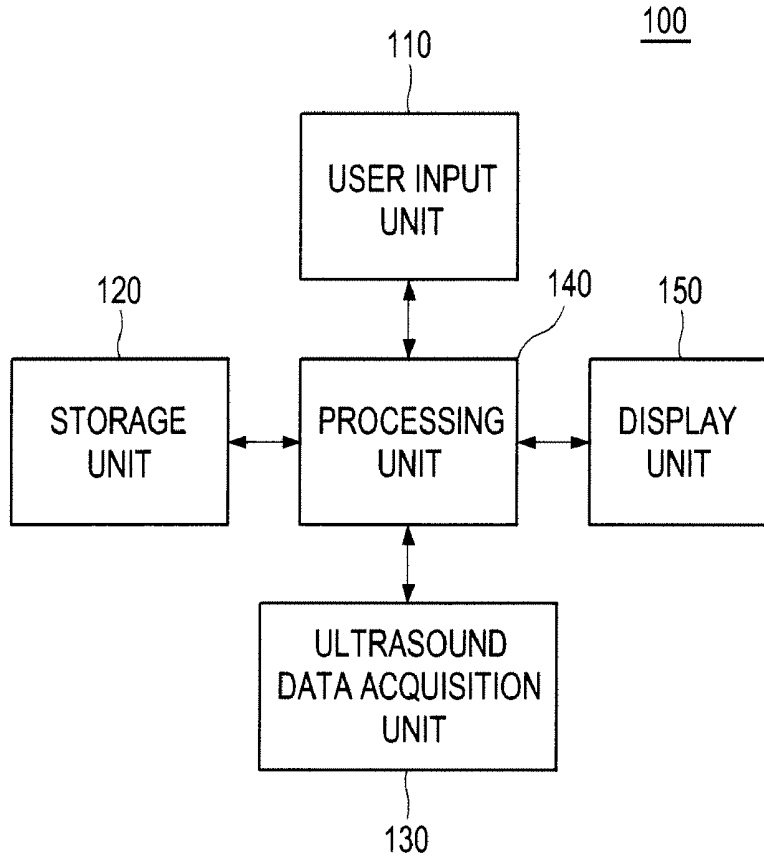 100
110
USER INPUT
UNIT
120
140
150
STORAGE
UNIT
PROCESSING
UNIT
DISPLAY
UNIT
ULTRASOUND
DATA ACQUISITION
UNIT
130